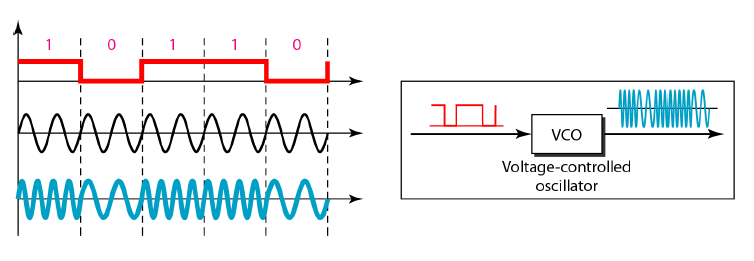 1 0 1 1 0
VCO
Voltage-controlled
oscillator